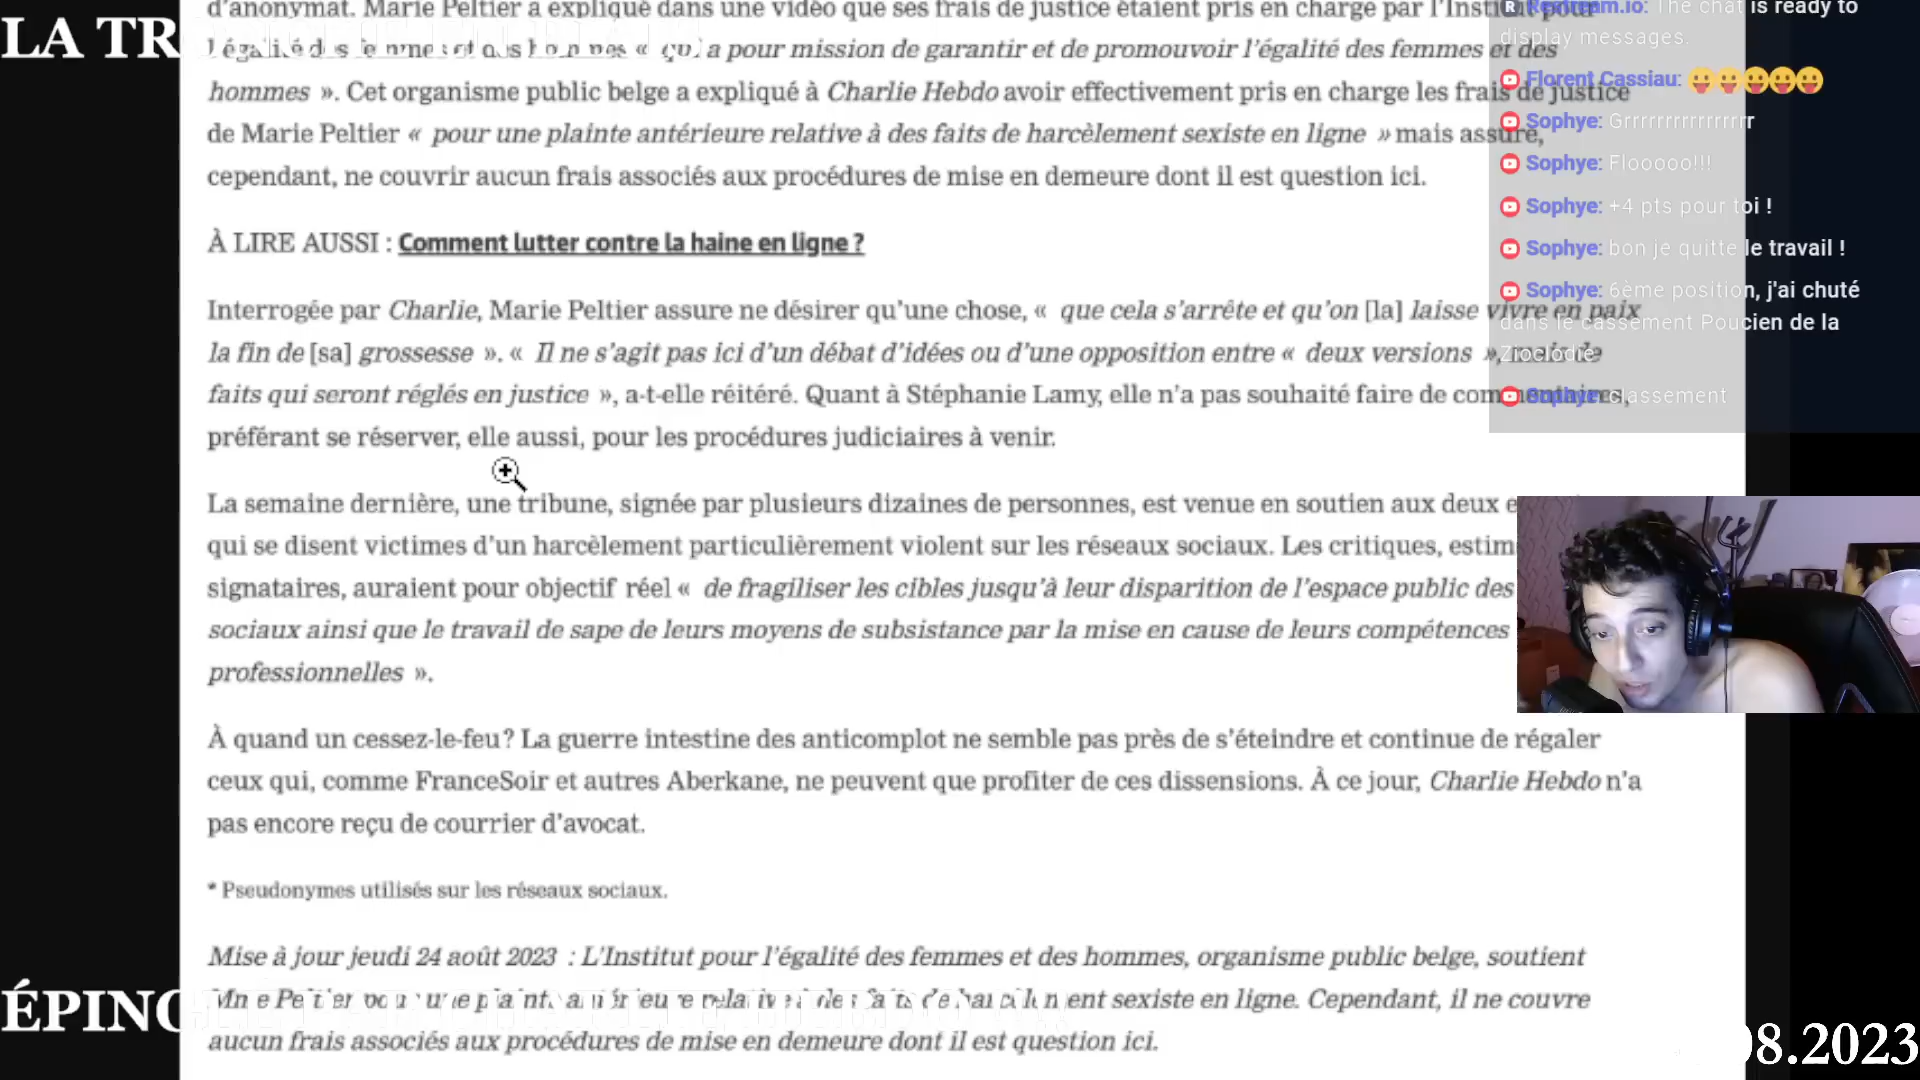 d'anonymat. Marie Peltier a expliqué dans une vidéo que ses frais de justice étaient pris en charge par l'Institut pour
l'égalité des femmes et des hommes « qui a pour mission de garantir et de promouvoir l'égalité des femmes et des
hommes ». Cet organisme public belge a expliqué à Charlie Hebdo avoir effectivement pris en charge les frais de justice
de Marie Peltier « pour une plainte antérieure relative à des faits de harcèlement sexiste en ligne » mais assure,
cependant, ne couvrir aucun frais associés aux procédures de mise en demeure dont il est question ici.
À LIRE AUSSI : Comment lutter contre la haine en ligne ?
Interrogée par Charlie, Marie Peltier assure ne désirer qu'une chose, « que cela s'arrête et qu'on [la] laisse vivre en paix
la fin de [sa] grossesse ». « Il ne s'agit pas ici d'un débat d'idées ou d'une opposition entre « deux versions », mais de
faits qui seront réglés en justice », a-t-elle réitéré. Quant à Stéphanie Lamy, elle n'a pas souhaité faire de commentaires,
préférant se réserver, elle aussi, pour les procédures judiciaires à venir.
La semaine dernière, une tribune, signée par plusieurs dizaines de personnes, est venue en soutien aux deux
qui se disent victimes d'un harcèlement particulièrement violent sur les réseaux sociaux. Les critiques,
signataires, auraient pour objectif réel « de fragiliser les cibles jusqu'à leur disparition de l'espace public des
sociaux ainsi que le travail de sape de leurs moyens de subsistance par la mise en cause de leurs compétences
professionnelles ».
À quand un cessez-le-feu? La guerre intestine des anticomplot ne semble pas près de s'éteindre et continue de régaler
ceux qui, comme FranceSoir et autres Aberkane, ne peuvent que profiter de ces dissensions. À ce jour, Charlie Hebdo n'a
pas encore reçu de courrier d'avocat.
* Pseudonymes utilisés sur les réseaux sociaux.
Mise à jour jeudi 24 août 2023 : L'Institut pour l'égalité des femmes et des hommes, organisme public belge, soutient
Mme Peltier pour une plainte antérieure relative à des faits de harcèlement sexiste en ligne. Cependant, il ne couvre
aucun frais associés aux procédures de mise en demeure dont il est question ici.
LA
Restream.io: The chat is ready to
display messages.
Florent Cassiau: 😛😛😛😛😛
Sophye: Grrrrrrrrrrrrrrrr
Sophye: Flooooo!!!
Sophye: +4 pts pour toi !
Sophye: bon je quitte le travail !
Sophye: 6ème position, j'ai chuté
dans le cassement Poucien de la
Zioclodie
Sophye: classement
08.2023